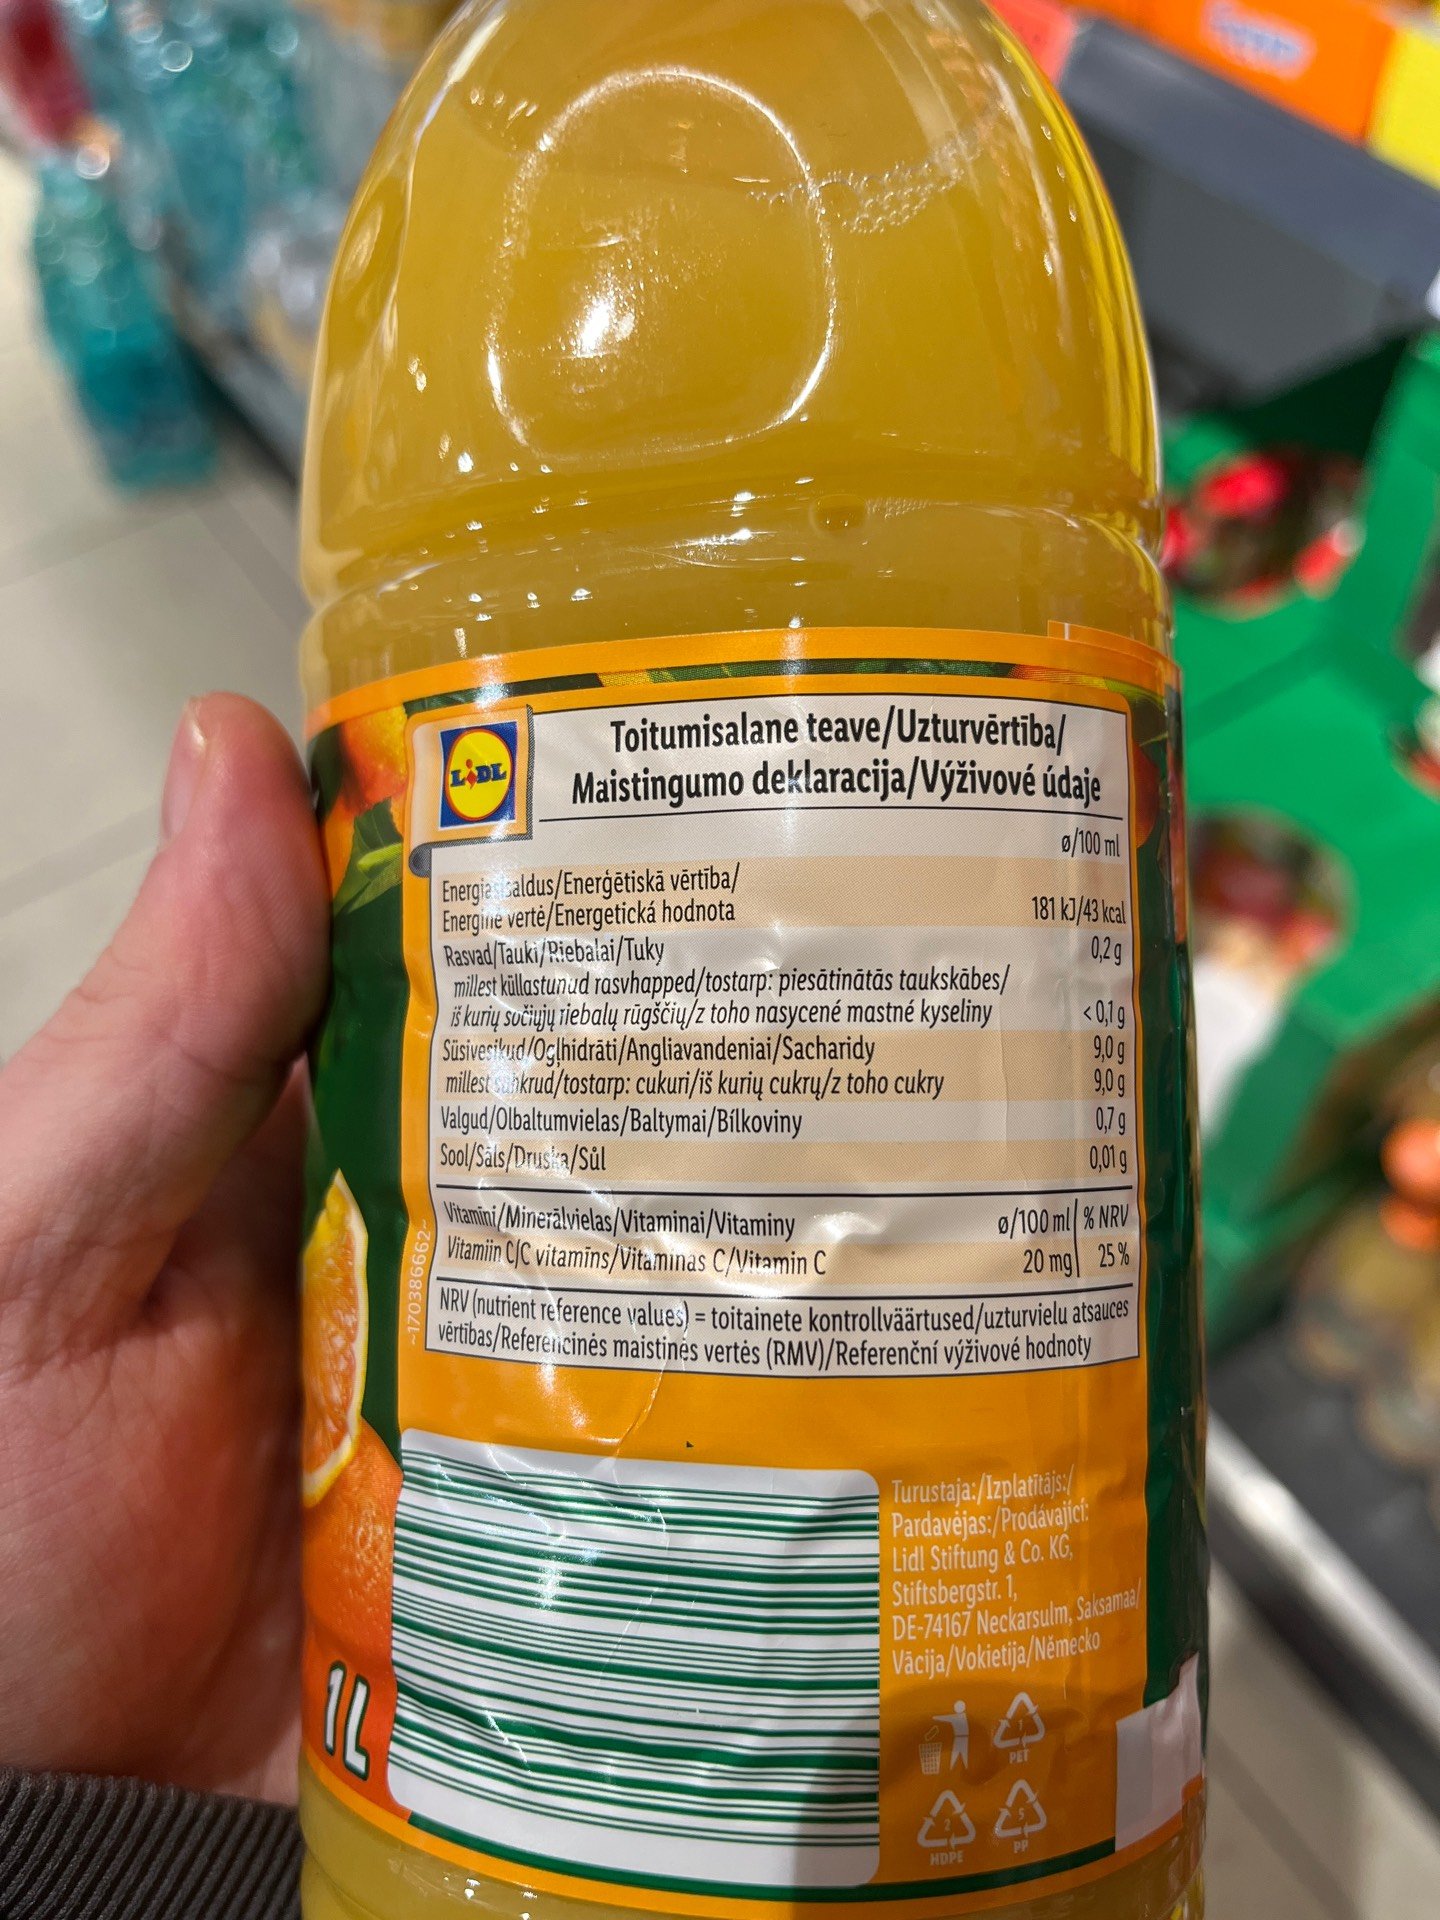 LIDL
Toitumisalane teave/Uzturvērtība/
Maistingumo deklaracija/Výživové údaje
ø/100 ml
Energiasisaldus/Enerģētiskā vērtība/
Energinė vertė/Energetická hodnota 181 kJ/43 kcal
Rasvad/Tauki/Riebalai/Tuky 0,2 g
millest küllastunud rasvhapped/tostarp: piesātinātās taukskābes/
iš kurių sočiųjų riebalų rūgščių/z toho nasycené mastné kyseliny < 0,1 g
Süsivesikud/Ogļhidrāti/Angliavandeniai/Sacharidy 9,0 g
millest suhkrud/tostarp: cukuri/iš kurių cukrų/z toho cukry 9,0 g
Valgud/Olbaltumvielas/Baltymai/Bílkoviny 0,7 g
Sool/Sāls/Druska/Sůl 0,01 g
Vitamiini/Minerālvielas/Vitaminai/Vitaminy ø/100 ml % NRV
Vitamiin C/C vitamīns/Vitaminas C/Vitamin C 20 mg 25 %
NRV (nutrient reference values) = toitainete kontrollväärtused/uzturvielu atsauces
vērtības/Referencinės maistinės vertės (RMV)/Referenční výživové hodnoty
~170386662~
Turustaja:/Izplatītājs:/
Pardavėjas:/Prodávající:
Lidl Stiftung & Co. KG,
Stiftsbergstr. 1,
DE-74167 Neckarsulm, Saksamaa/
Vācija/Vokietija/Německo
1 L
1
PET
2
HDPE
5
PP